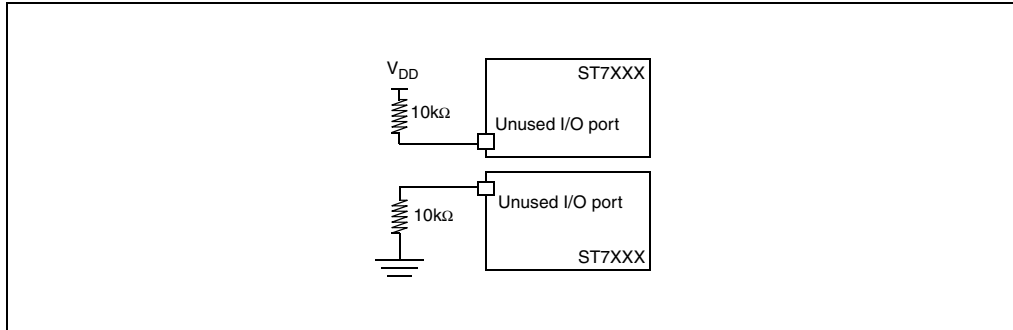 V_DD
ST7XXX
10kΩ
Unused I/O port
Unused I/O port
10kΩ
ST7XXX